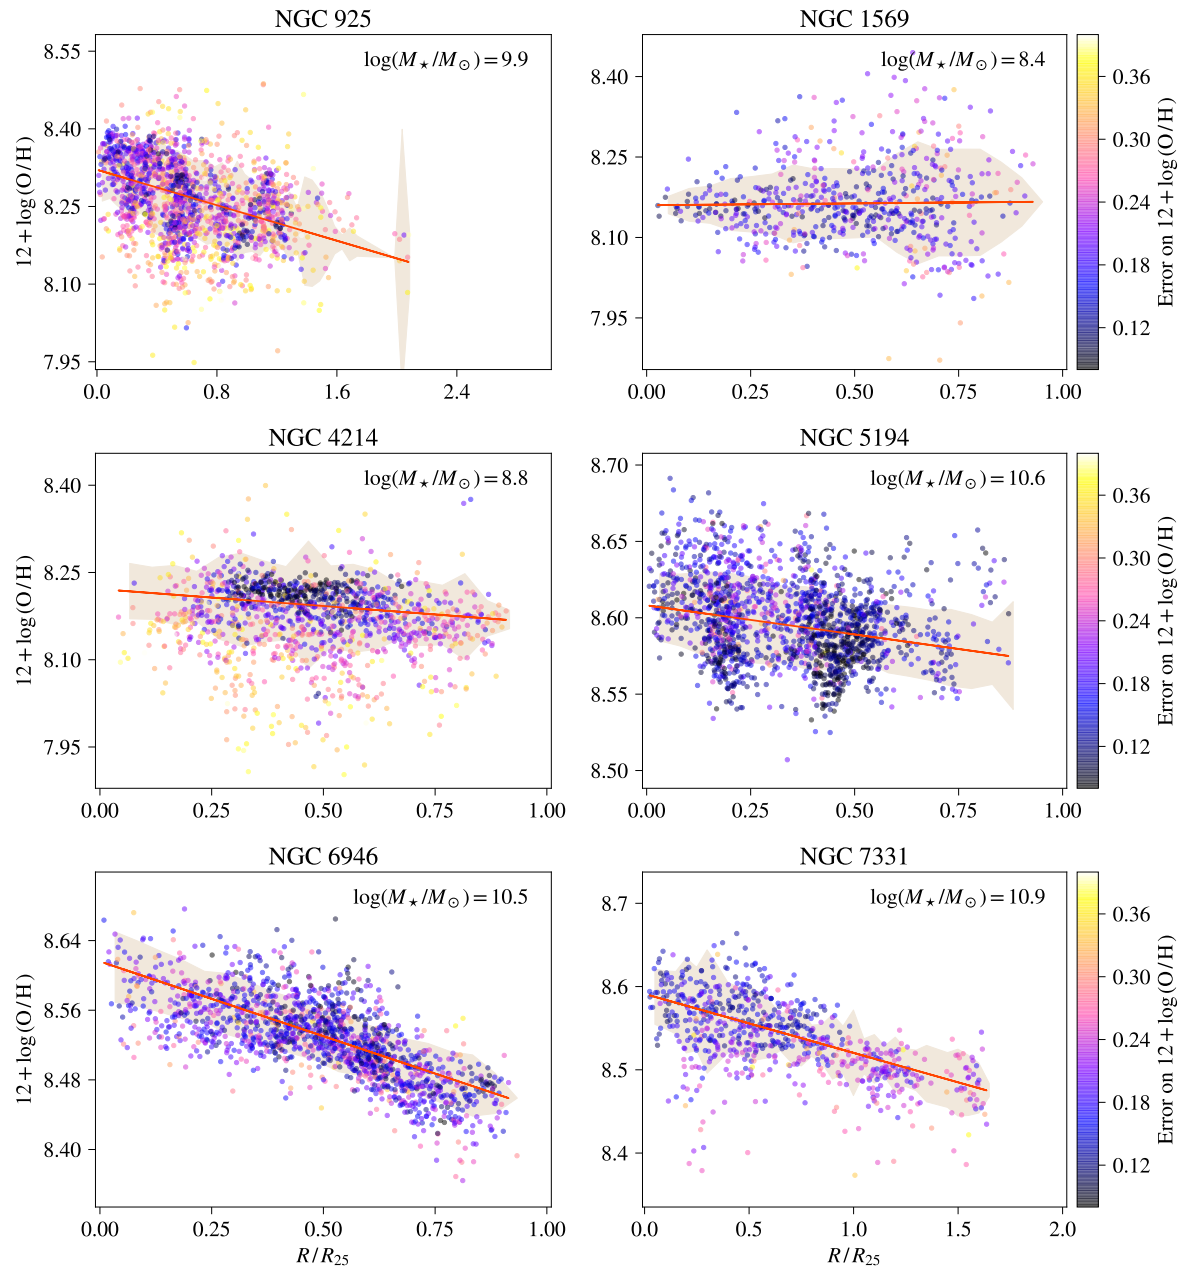 NGC 925
log(M⋆/M⊙)=9.9
12+log(O/H)
8.55
8.40
8.25
8.10
7.95
0.0 0.8 1.6 2.4
NGC 1569
log(M⋆/M⊙)=8.4
8.40
8.25
8.10
7.95
0.00 0.25 0.50 0.75 1.00
Error on 12+log(O/H)
0.36
0.30
0.24
0.18
0.12
NGC 4214
log(M⋆/M⊙)=8.8
12+log(O/H)
8.40
8.25
8.10
7.95
0.00 0.25 0.50 0.75 1.00
NGC 5194
log(M⋆/M⊙)=10.6
8.70
8.65
8.60
8.55
8.50
0.00 0.25 0.50 0.75 1.00
Error on 12+log(O/H)
0.36
0.30
0.24
0.18
0.12
NGC 6946
log(M⋆/M⊙)=10.5
12+log(O/H)
8.64
8.56
8.48
8.40
0.00 0.25 0.50 0.75 1.00
R/R25
NGC 7331
log(M⋆/M⊙)=10.9
8.7
8.6
8.5
8.4
0.0 0.5 1.0 1.5 2.0
R/R25
Error on 12+log(O/H)
0.36
0.30
0.24
0.18
0.12